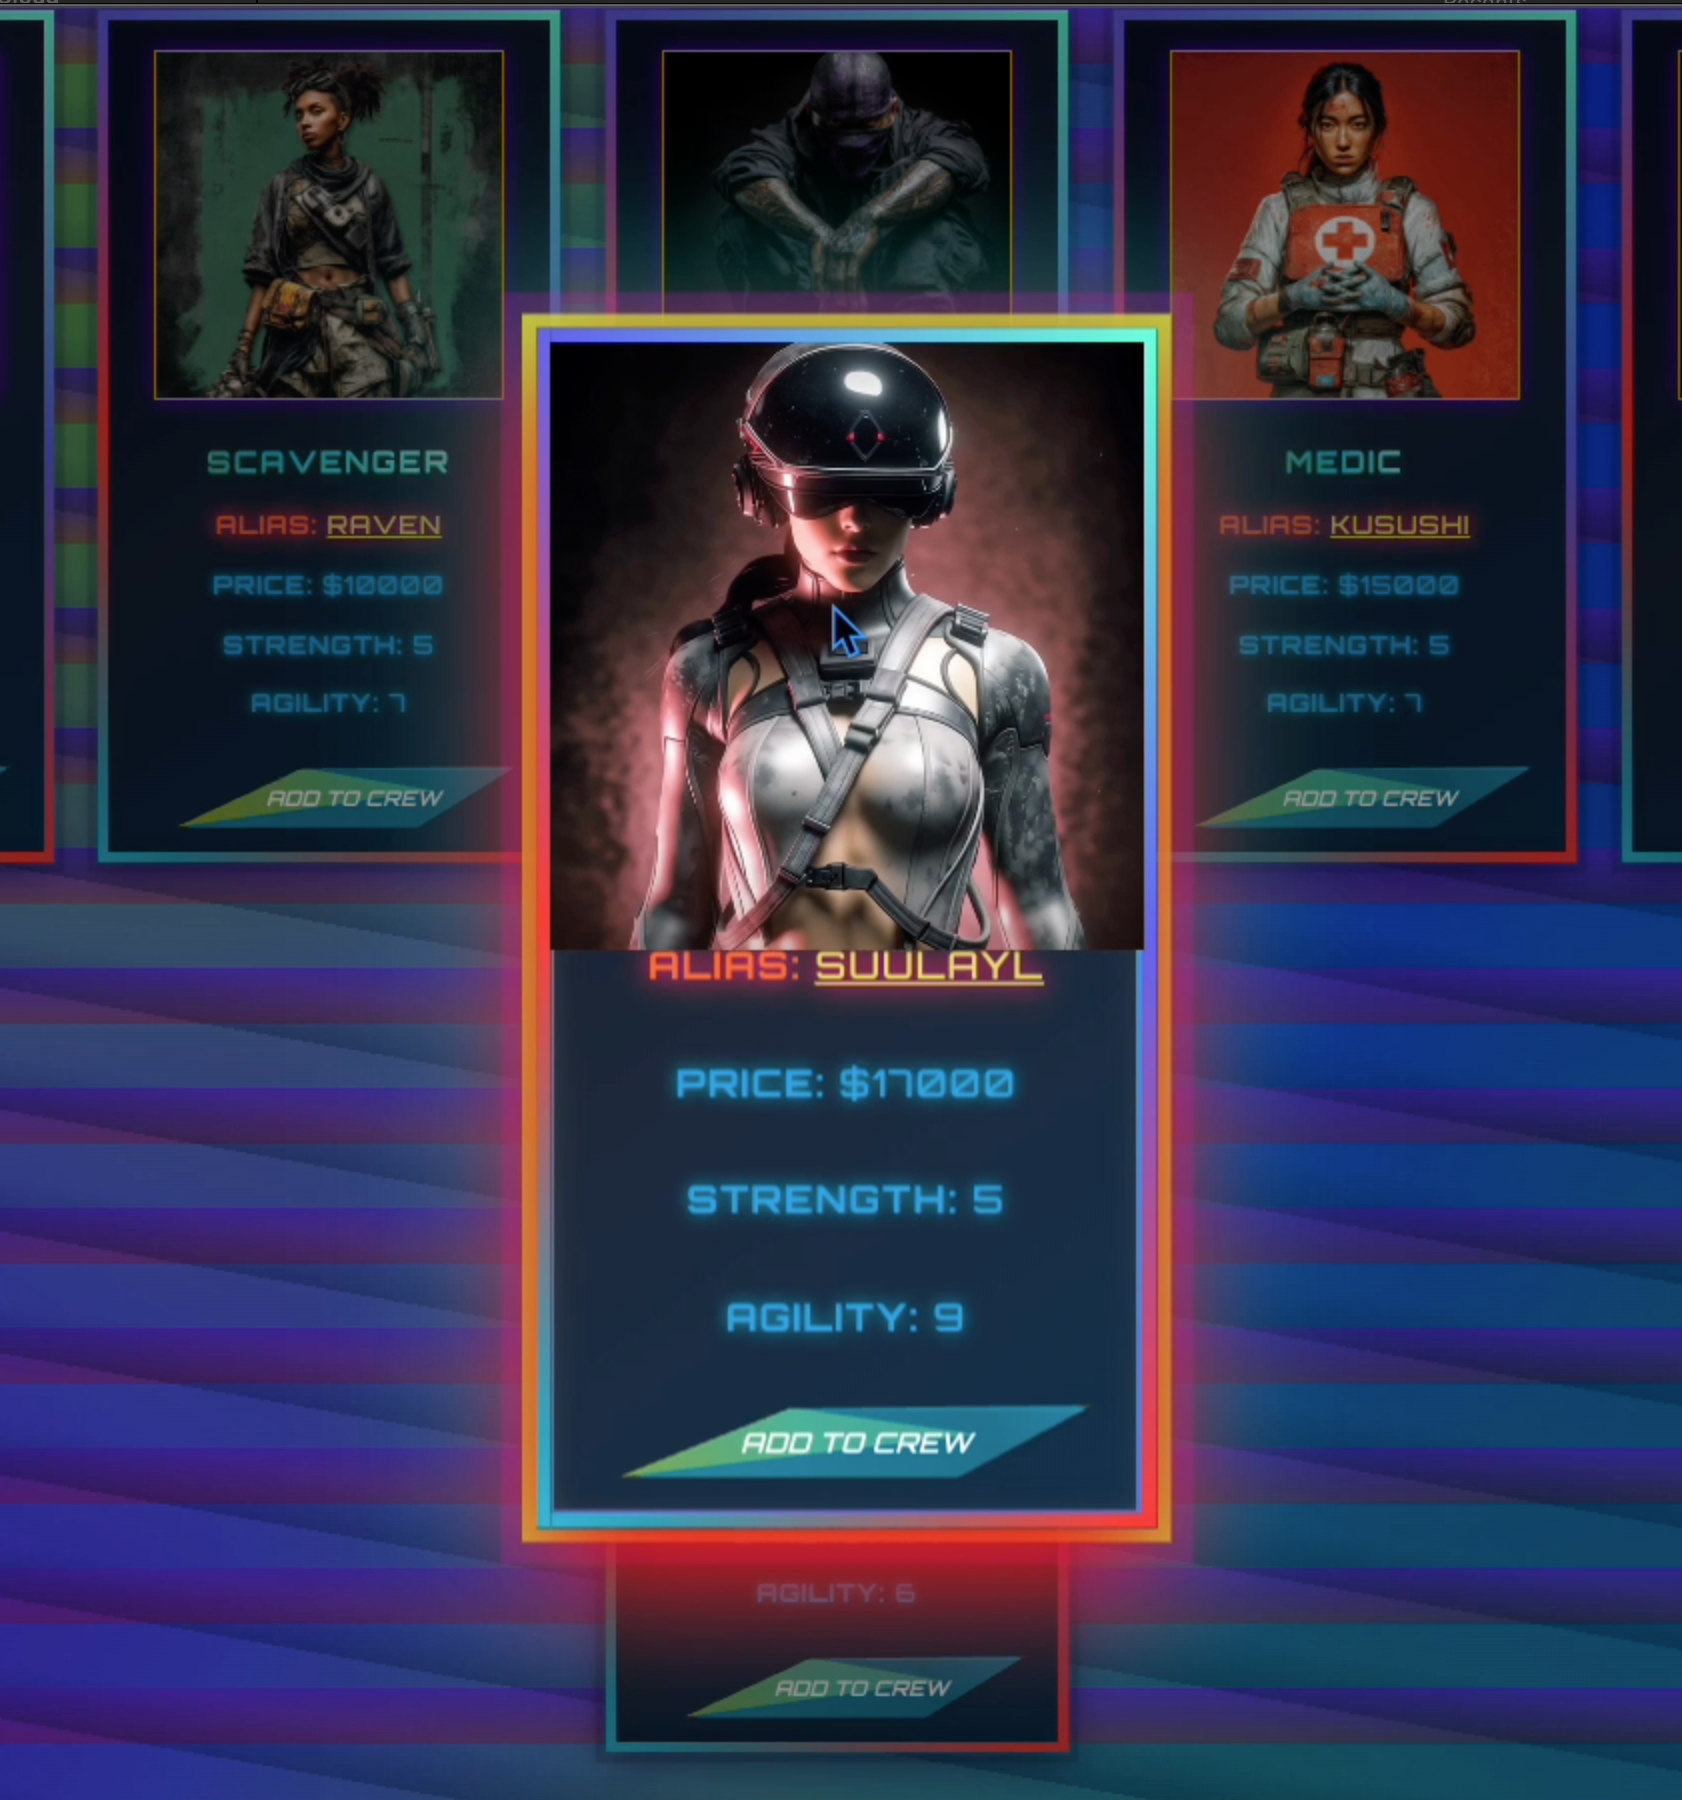 SCAVENGER
ALIAS: RAVEN
PRICE: $10000
STRENGTH: 5
AGILITY: 7
ADD TO CREW
ALIAS: SUULAYL
PRICE: $17000
STRENGTH: 5
AGILITY: 9
ADD TO CREW
AGILITY: 6
ADD TO CREW
MEDIC
ALIAS: KUSUSHI
PRICE: $15000
STRENGTH: 5
AGILITY: 7
ADD TO CREW